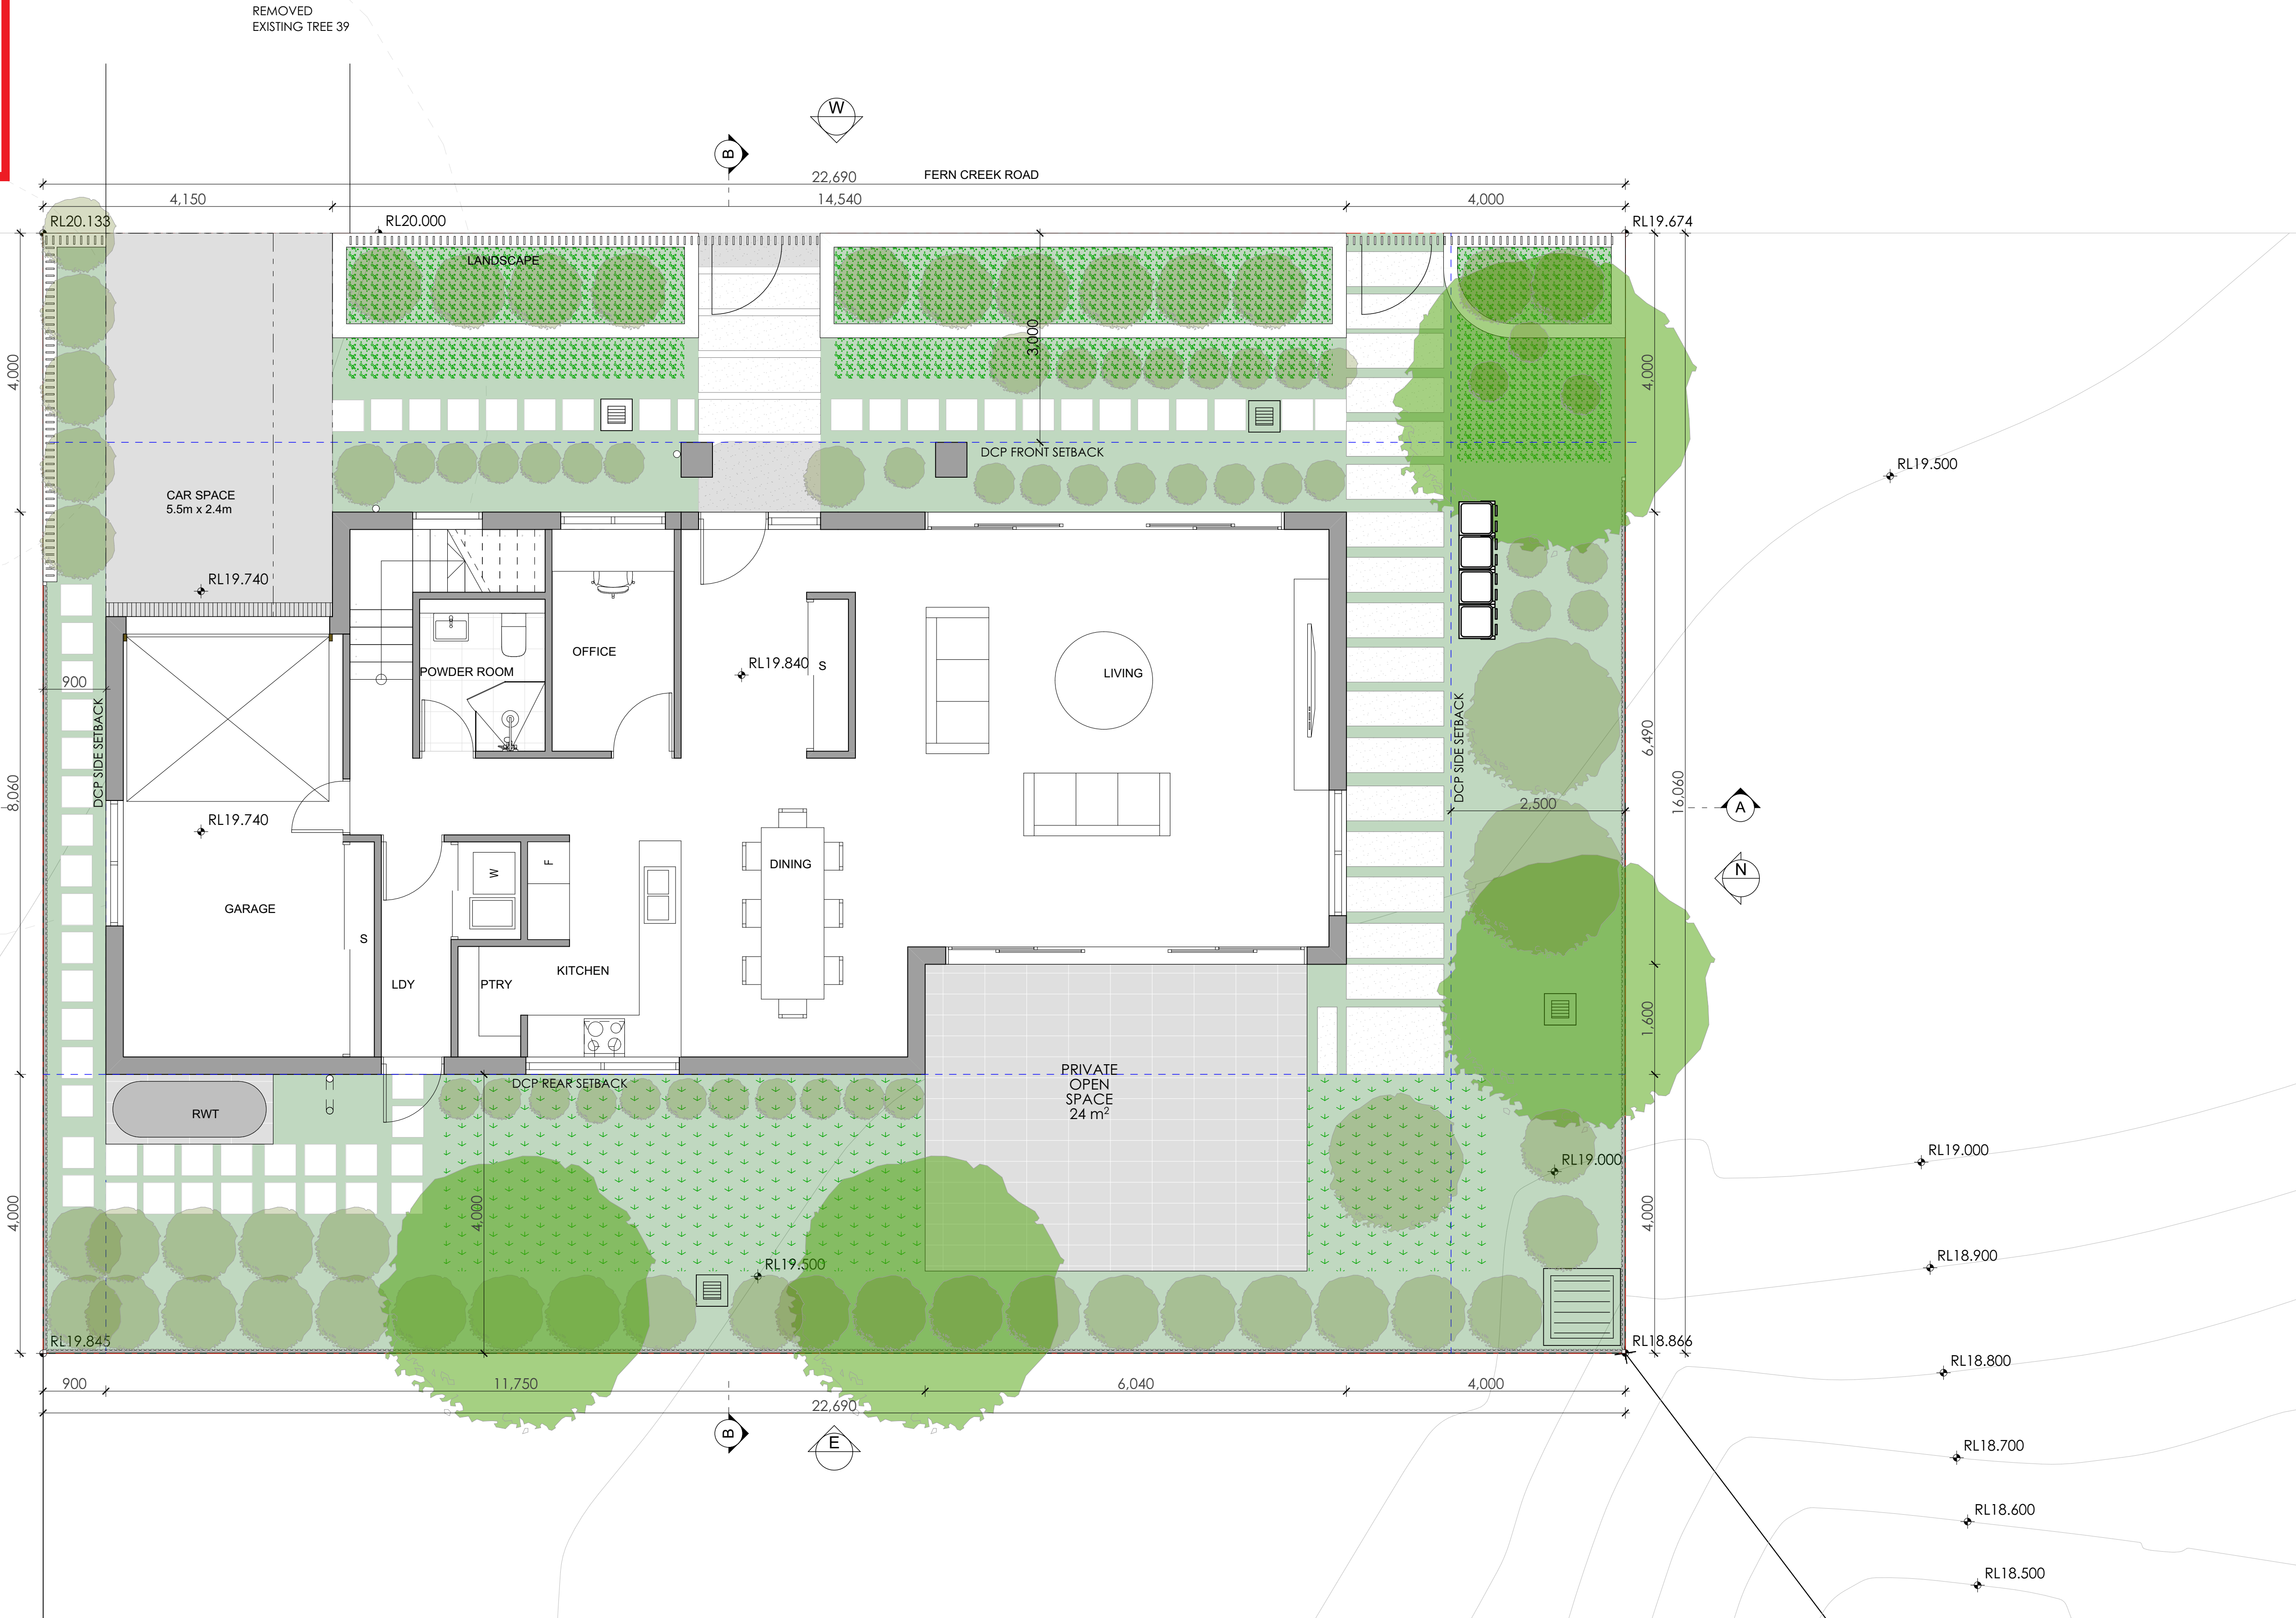 REMOVED
EXISTING TREE 39
W
B
22,690
FERN CREEK ROAD
4,150
14,540
4,000
RL20.133
RL20.000
RL19.674
LANDSCAPE
3,000
4,000
4,000
DCP FRONT SETBACK
RL19.500
CAR SPACE
5.5m x 2.4m
RL19.740
OFFICE
POWDER ROOM
RL19.840
S
LIVING
900
DCP SIDE SETBACK
DCP SIDE SETBACK
6,490
8,060
16,060
2,500
A
RL19.740
DINING
F
W
N
GARAGE
S
KITCHEN
LDY
PTRY
1,600
PRIVATE
OPEN
SPACE
24 m²
DCP REAR SETBACK
RWT
RL19.000
RL19.000
4,000
4,000
4,000
RL19.500
RL18.900
RL19.845
RL18.866
RL18.800
900
11,750
6,040
4,000
22,690
B
E
RL18.700
RL18.600
RL18.500